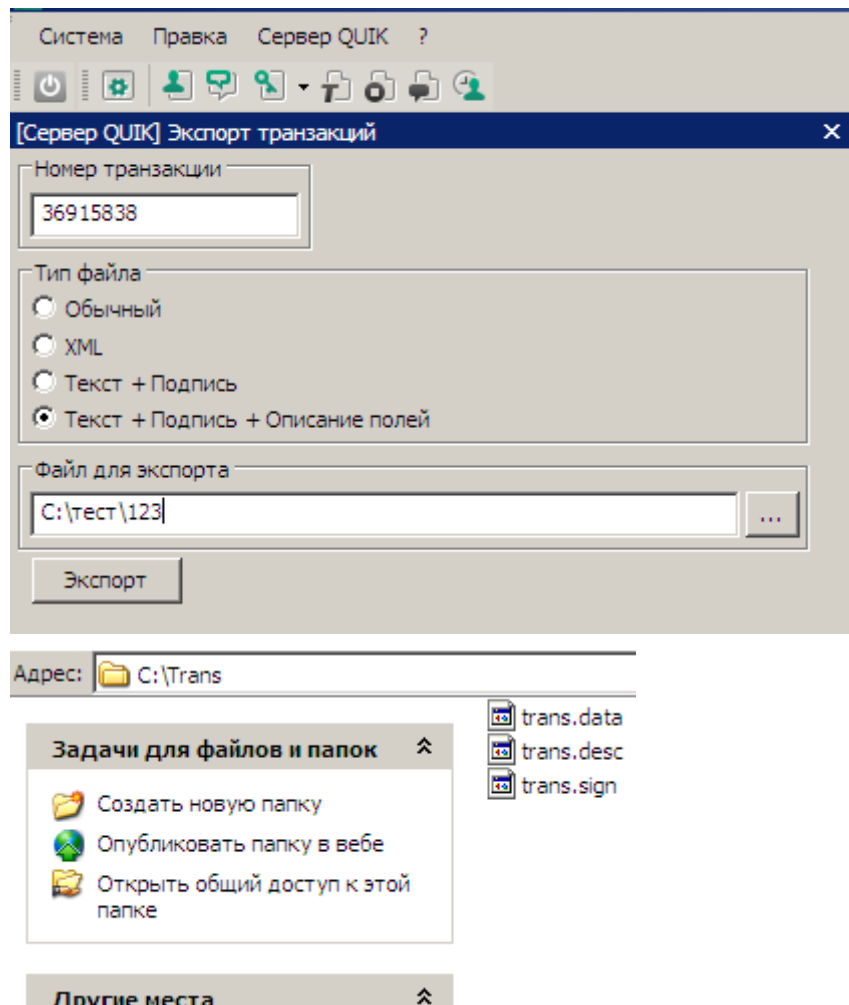 Система Правка Сервер QUIK ?
[Сервер QUIK] Экспорт транзакций
Номер транзакции
36915838
Тип файла
Обычный
XML
Текст + Подпись
Текст + Подпись + Описание полей
Файл для экспорта
C:\тест\123
...
Экспорт
Адрес: C:\Trans
trans.data
Задачи для файлов и папок
trans.desc
trans.sign
Создать новую папку
Опубликовать папку в вебе
Открыть общий доступ к этой
папке
Другие места